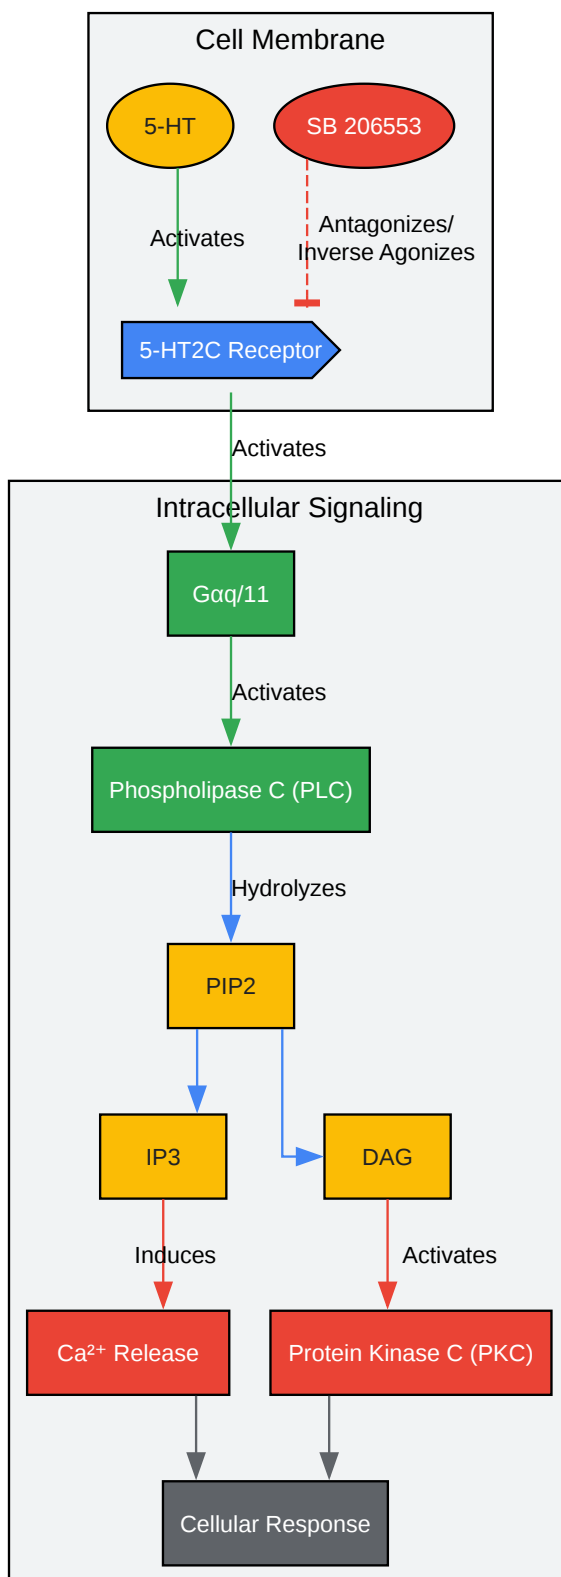 Cell Membrane
5-HT
SB 206553
Activates
Antagonizes/
Inverse Agonizes
5-HT2C Receptor
Activates
Intracellular Signaling
Gαq/11
Activates
Phospholipase C (PLC)
Hydrolyzes
PIP2
IP3
DAG
Induces
Activates
Ca²⁺ Release
Protein Kinase C (PKC)
Cellular Response